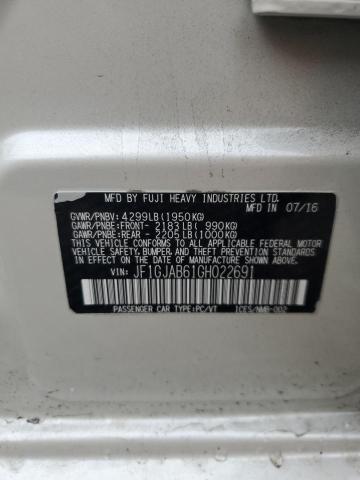 MFD BY FUJI HEAVY INDUSTRIES LTD.
GVWR/PNBV: 4299LB(1950KG) IN 07/16
GAWR/PNBE:FRONT- 2183LB( 990KG)
GAWR/PNBE:REAR - 2205LB(1000KG)
THIS VEHICLE CONFORMS TO ALL APPLICABLE FEDERAL MOTOR
VEHICLE SAFETY, BUMPER, AND THEFT PREVENTION STANDARDS
IN EFFECT ON THE DATE OF MANUFACTURE SHOWN ABOVE.
VIN: JF1GJAB61GH022691
PASSENGER CAR TYPE:PC/VT ICES/NMB-002